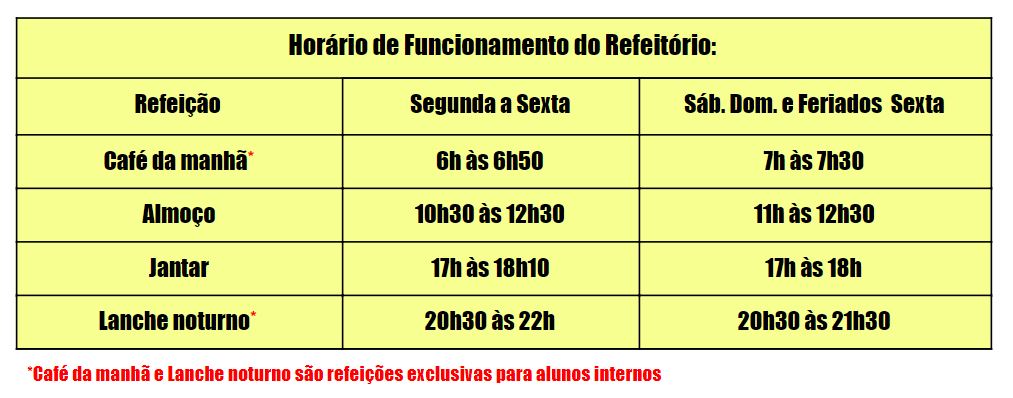 Horário de Funcionamento do Refeitório:
Refeição Segunda a Sexta Sáb. Dom. e Feriados Sexta
Café da manhã* 6h às 6h50 7h às 7h30
Almoço 10h30 às 12h30 11h às 12h30
Jantar 17h às 18h10 17h às 18h
Lanche noturno* 20h30 às 22h 20h30 às 21h30
*Café da manhã e Lanche noturno são refeições exclusivas para alunos internos